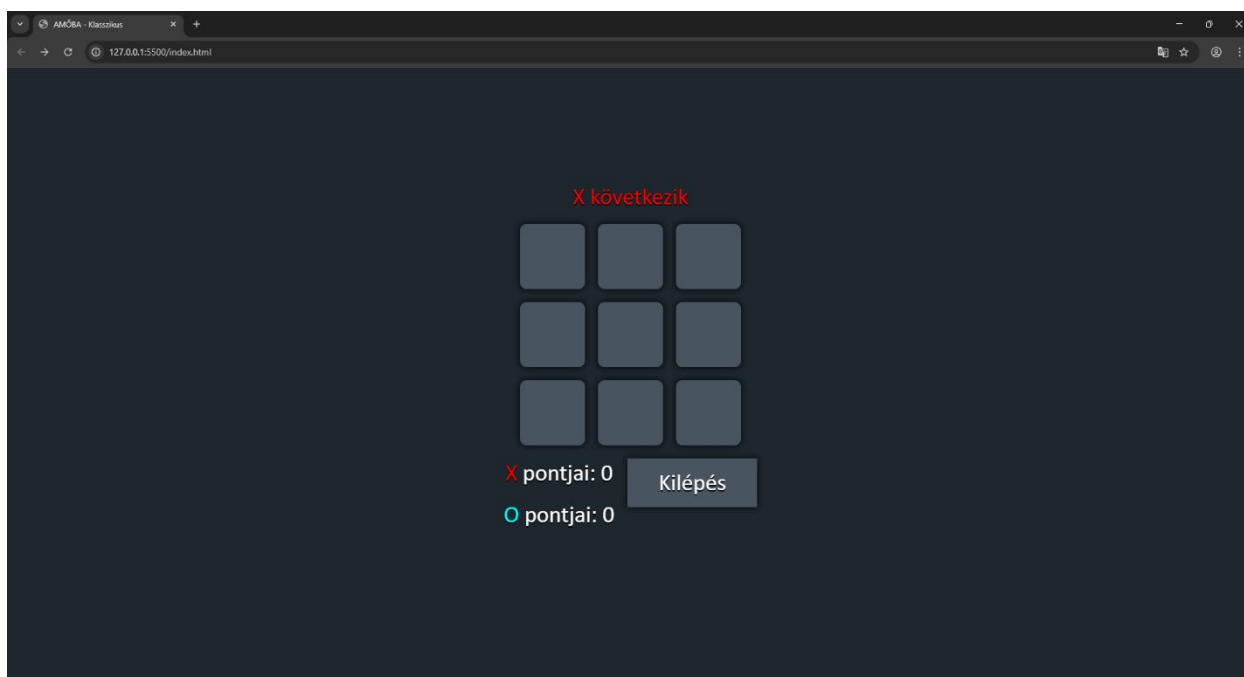 AMŐBA - Klasszikus
127.0.0.1:5500/index.html
X következik
X pontjai: 0
Kilépés
O pontjai: 0